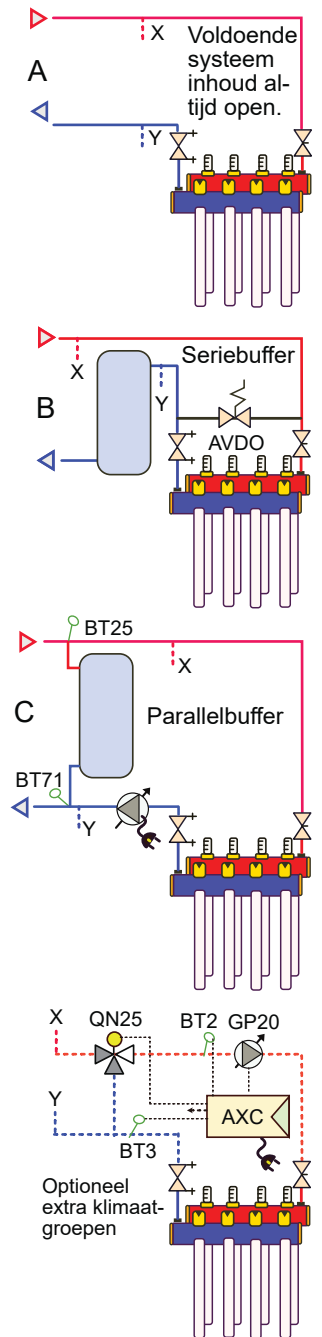 X
Voldoende
systeem
inhoud al-
tijd open.
A
Y
X
Seriebuffer
Y
B
AVDO
BT25
X
C
Parallelbuffer
BT71
Y
X
QN25
BT2
GP20
Y
AXC
BT3
Optioneel
extra klimaat-
groepen